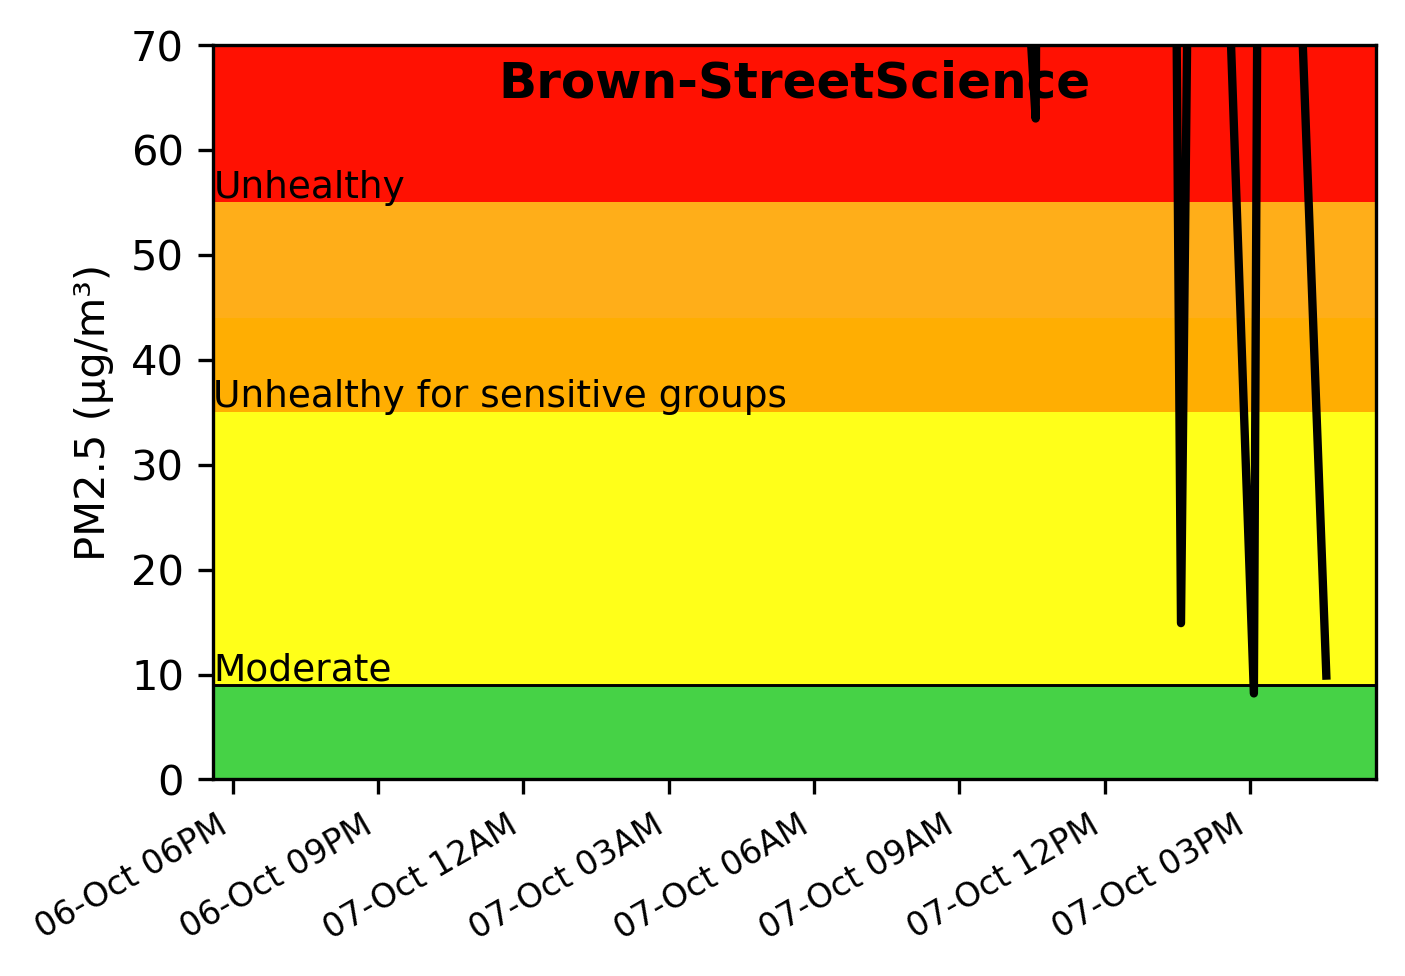 Brown-StreetScience
PM2.5 (µg/m³)
70
60
50
40
30
20
10
0
Unhealthy
Unhealthy for sensitive groups
Moderate
06-Oct 06PM
06-Oct 09PM
07-Oct 12AM
07-Oct 03AM
07-Oct 06AM
07-Oct 09AM
07-Oct 12PM
07-Oct 03PM